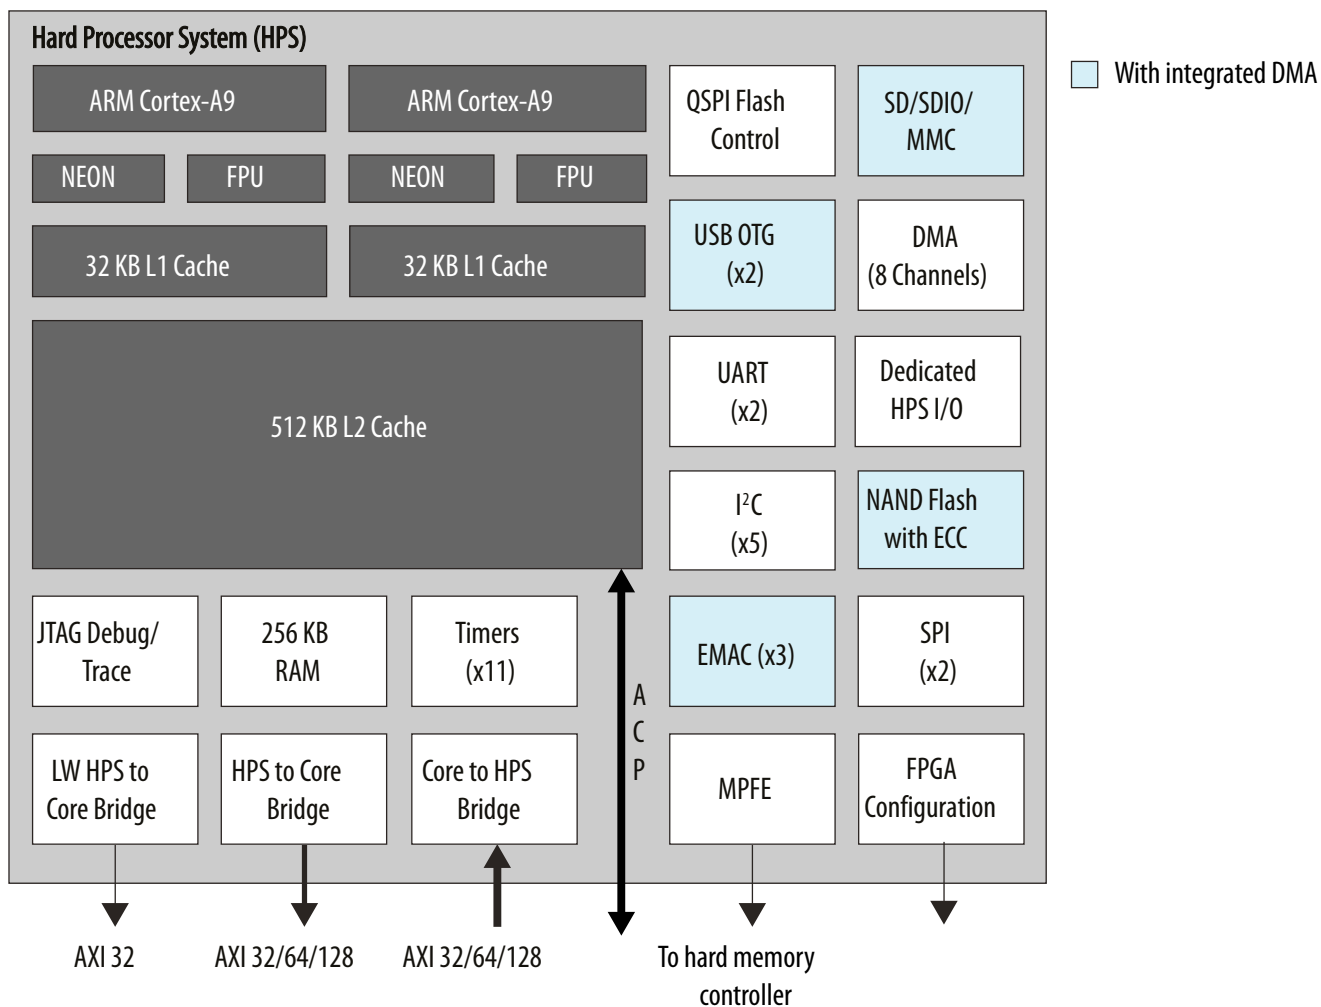 Hard Processor System (HPS)
ARM Cortex-A9
ARM Cortex-A9
NEON
FPU
NEON
FPU
32 KB L1 Cache
32 KB L1 Cache
512 KB L2 Cache
JTAG Debug/
Trace
256 KB
RAM
Timers
(x11)
LW HPS to
Core Bridge
HPS to Core
Bridge
Core to HPS
Bridge
A
C
P
QSPI Flash
Control
SD/SDIO/
MMC
USB OTG
(x2)
DMA
(8 Channels)
UART
(x2)
Dedicated
HPS I/O
I²C
(x5)
NAND Flash
with ECC
EMAC (x3)
SPI
(x2)
MPFE
FPGA
Configuration
AXI 32
AXI 32/64/128
AXI 32/64/128
To hard memory
controller
With integrated DMA